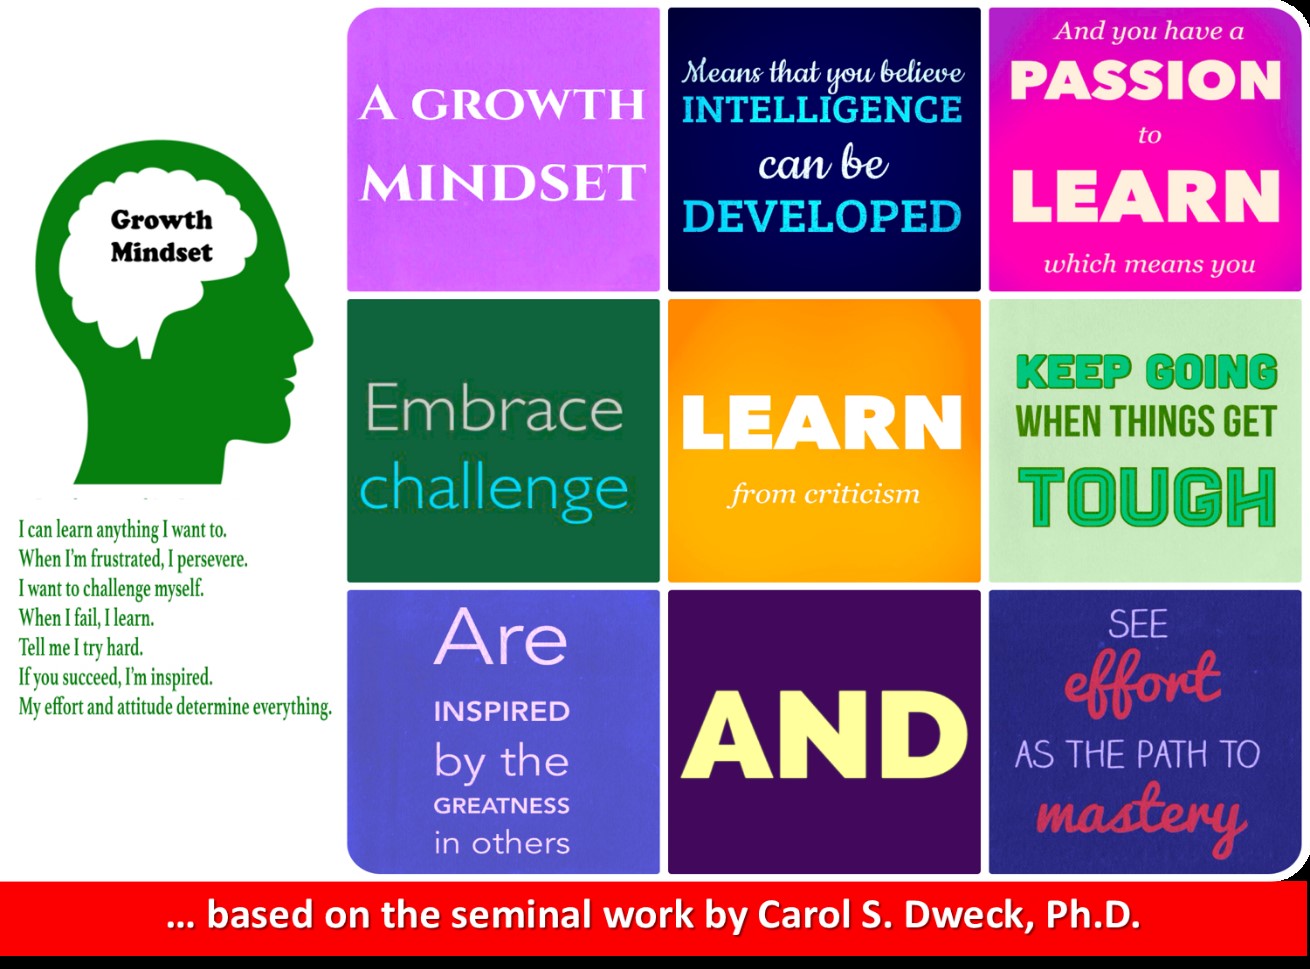 Growth
Mindset
I can learn anything I want to.
When I'm frustrated, I persevere.
I want to challenge myself.
When I fail, I learn.
Tell me I try hard.
If you succeed, I'm inspired.
My effort and attitude determine everything.
A GROWTH
MINDSET
Means that you believe
INTELLIGENCE
can be
DEVELOPED
And you have a
PASSION
to
LEARN
which means you
Embrace
challenge
LEARN
from criticism
KEEP GOING
WHEN THINGS GET
TOUGH
Are
INSPIRED
by the
GREATNESS
in others
AND
SEE
effort
AS THE PATH TO
mastery
... based on the seminal work by Carol S. Dweck, Ph.D.